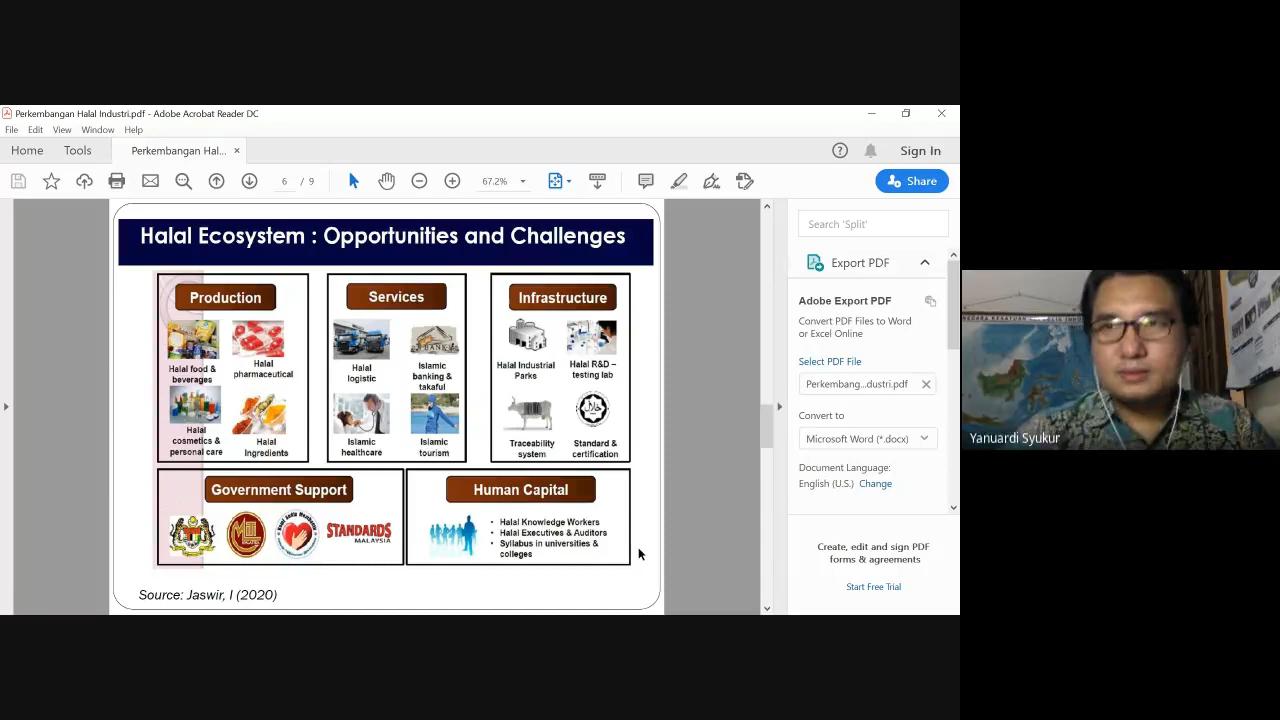 Perkembangan Halal Industri.pdf - Adobe Acrobat Reader DC
File Edit View Window Help
Home Tools Perkembangan Hal... × Sign In
6 / 9 67.2% Share
Halal Ecosystem : Opportunities and Challenges
Production
Halal food &
beverages
Halal
pharmaceutical
Halal
cosmetics &
personal care
Halal
Ingredients
Services
Halal
logistic
BANK
Islamic
banking &
takaful
Islamic
healthcare
Islamic
tourism
Infrastructure
Halal Industrial
Parks
Halal R&D –
testing lab
Traceability
system
Standard &
certification
Government Support
STANDARDS
MALAYSIA
Human Capital
• Halal Knowledge Workers
• Halal Executives & Auditors
• Syllabus in universities &
colleges
Source: Jaswir, I (2020)
Search 'Split'
Export PDF
Adobe Export PDF
Convert PDF Files to Word
or Excel Online
Select PDF File
Perkembang...dustri.pdf
Convert to
Microsoft Word (*.docx)
Document Language:
English (U.S.) Change
Create, edit and sign PDF
forms & agreements
Start Free Trial
Yanuardi Syukur